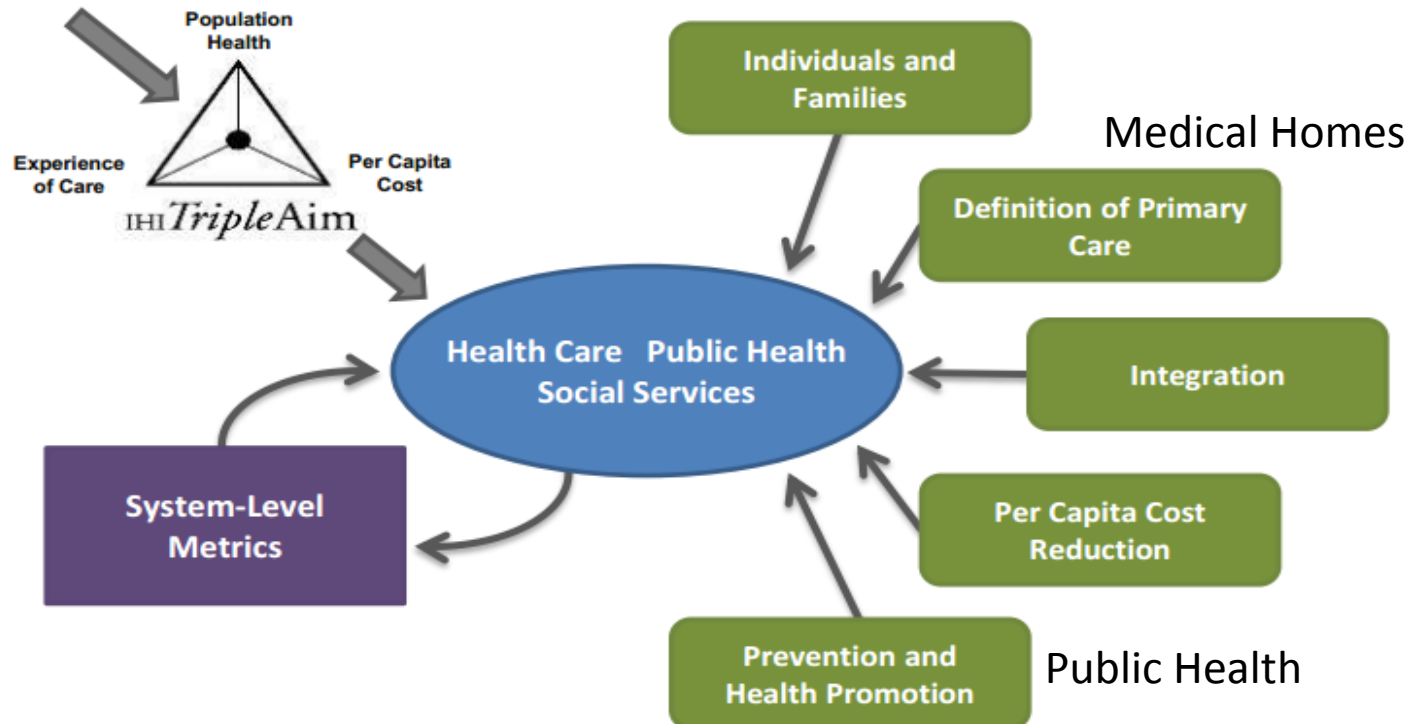 Population
Health
Experience
of Care
Per Capita
Cost
IHI TripleAim
Individuals and
Families
Medical Homes
Definition of Primary
Care
Health Care   Public Health
Social Services
Integration
System-Level
Metrics
Per Capita Cost
Reduction
Prevention and
Health Promotion
Public Health